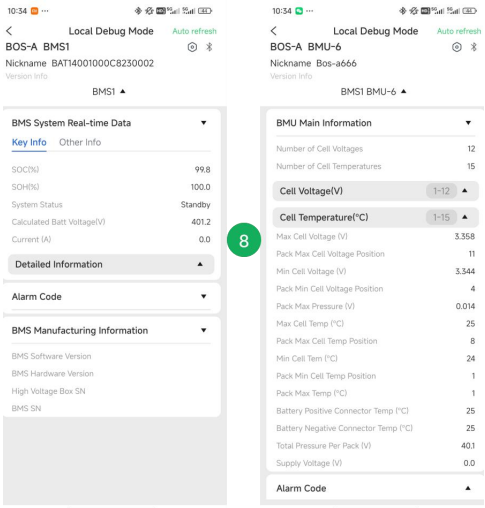 10:34
Local Debug Mode
Auto refresh
BOS-A BMS1
Nickname BAT14001000C8230002
Version Info
BMS1 ▲
BMS System Real-time Data ▼
Key Info Other Info
SOC(%) 99.8
SOH(%) 100.0
System Status Standby
Calculated Batt Voltage(V) 401.2
Current (A) 0.0
Detailed Information ▲
Alarm Code ▼
BMS Manufacturing Information ▼
BMS Software Version
BMS Hardware Version
High Voltage Box SN
BMS SN
8
10:34
Local Debug Mode
Auto refresh
BOS-A BMU-6
Nickname Bos-a666
Version Info
BMS1 BMU-6 ▲
BMU Main Information ▼
Number of Cell Voltages 12
Number of Cell Temperatures 15
Cell Voltage(V) 1-12 ▲
Cell Temperature(°C) 1-15 ▲
Max Cell Voltage (V) 3.358
Pack Max Cell Voltage Position 11
Min Cell Voltage (V) 3.344
Pack Min Cell Voltage Position 4
Pack Max Pressure (V) 0.014
Max Cell Temp (°C) 25
Pack Max Cell Temp Position 8
Min Cell Tem (°C) 24
Pack Min Cell Temp Position 1
Pack Max Temp (°C) 1
Battery Positive Connector Temp (°C) 25
Battery Negative Connector Temp (°C) 25
Total Pressure Per Pack (V) 40.1
Supply Voltage (V) 0.0
Alarm Code ▲